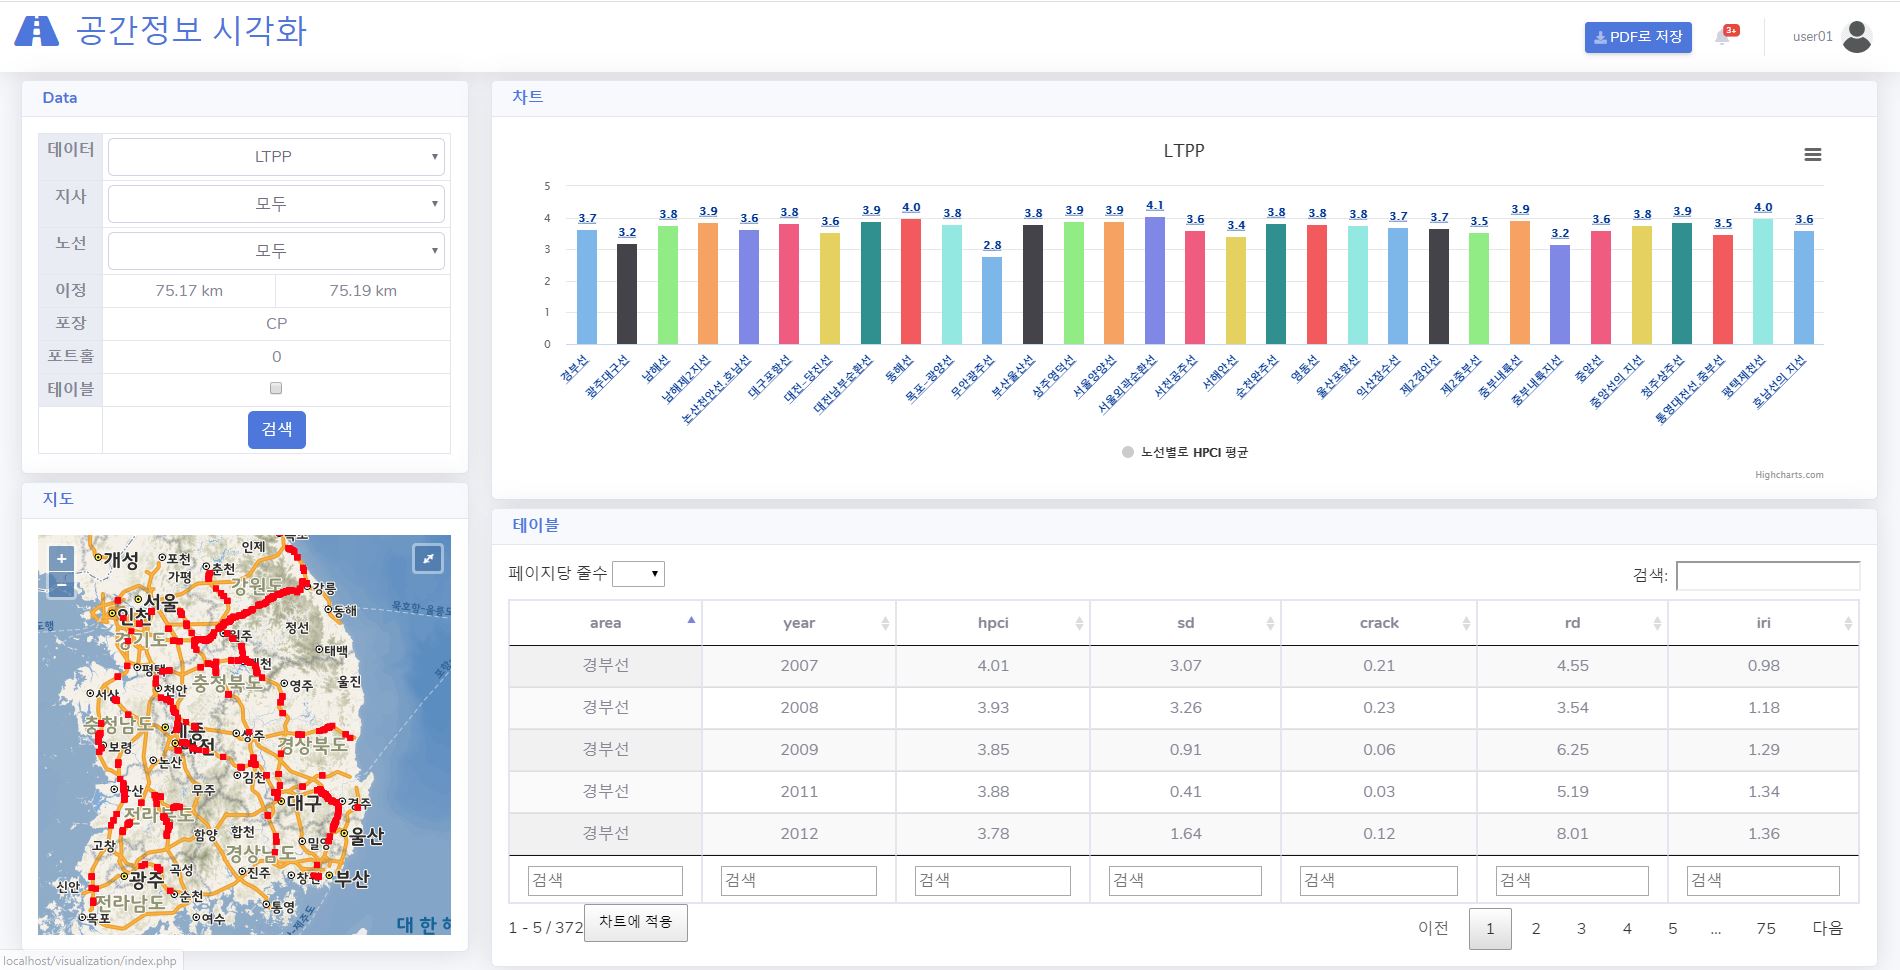 공간정보 시각화
PDF로 저장
3+
user01
Data
데이터 LTPP
지사 모두
노선 모두
이정 75.17 km 75.19 km
포장 CP
포트홀 0
테이블
검색
지도
+
−
개성
포천
인제
가평
춘천
강원도
강릉
서울
동해
인천
정선
경기도
원주
태백
평택
제천
울진
서산
천안
충청북도
영주
충청남도
세종
대전
상주
경상북도
보령
논산
김천
군산
무주
대구
경주
전라북도
함양
합천
밀양
울산
고창
경상남도
곡성
진주
창원
부산
신안
광주
순천
전라남도
통영
목포
여수
대 한 해
차트
LTPP
5
4
3
2
1
0
3.7 3.2 3.8 3.9 3.6 3.8 3.6 3.9 4.0 3.8 2.8 3.8 3.9 3.9 4.1 3.6 3.4 3.8 3.8 3.8 3.7 3.7 3.5 3.9 3.2 3.6 3.8 3.9 3.5 4.0 3.6
경부선
광주대구선
남해선
남해제2지선
논산천안선_호남선
대구포항선
대전_당진선
대전남부순환선
동해선
목포_광양선
무안광주선
부산울산선
상주영덕선
서울양양선
서울외곽순환선
서천공주선
서해안선
순천완주선
영동선
울산포항선
익산장수선
제2경인선
제2중부선
중부내륙선
중부내륙지선
중앙선
중앙선의 지선
청주상주선
통영대전선_중부선
평택제천선
호남선의 지선
노선별로 HPCI 평균
Highcharts.com
테이블
페이지당 줄수
검색:
area year hpci sd crack rd iri
경부선 2007 4.01 3.07 0.21 4.55 0.98
경부선 2008 3.93 3.26 0.23 3.54 1.18
경부선 2009 3.85 0.91 0.06 6.25 1.29
경부선 2011 3.88 0.41 0.03 5.19 1.34
경부선 2012 3.78 1.64 0.12 8.01 1.36
검색 검색 검색 검색 검색 검색 검색
1 - 5 / 372 차트에 적용
이전 1 2 3 4 5 ... 75 다음
localhost/visualization/index.php